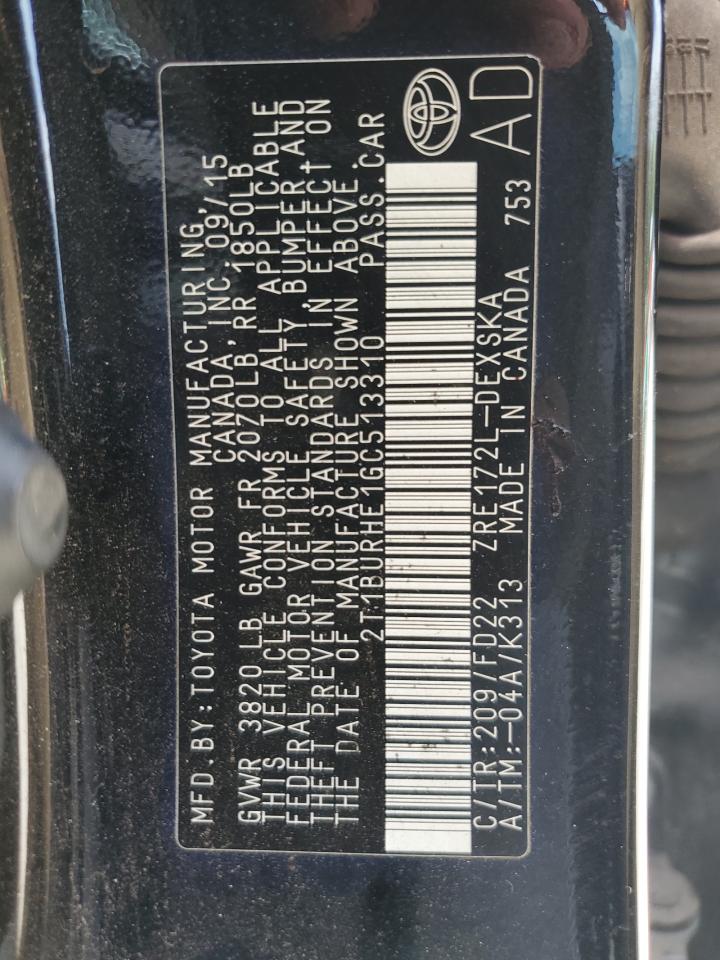 MFD.BY:TOYOTA MOTOR MANUFACTURING,
CANADA,INC. 09/15
GVWR 3820 LB GAWR FR 2070LB,RR 1850LB
THIS VEHICLE CONFORMS TO ALL APPLICABLE
FEDERAL MOTOR VEHICLE SAFETY,BUMPER,AND
THEFT PREVENTION STANDARDS IN EFFECT ON
THE DATE OF MANUFACTURE SHOWN ABOVE.
2T1BURHE1GC513310 PASS.CAR
C/TR:209/FD22 ZRE172L-DEXSKA
A/TM:-04A/K313 MADE IN CANADA 753
AD